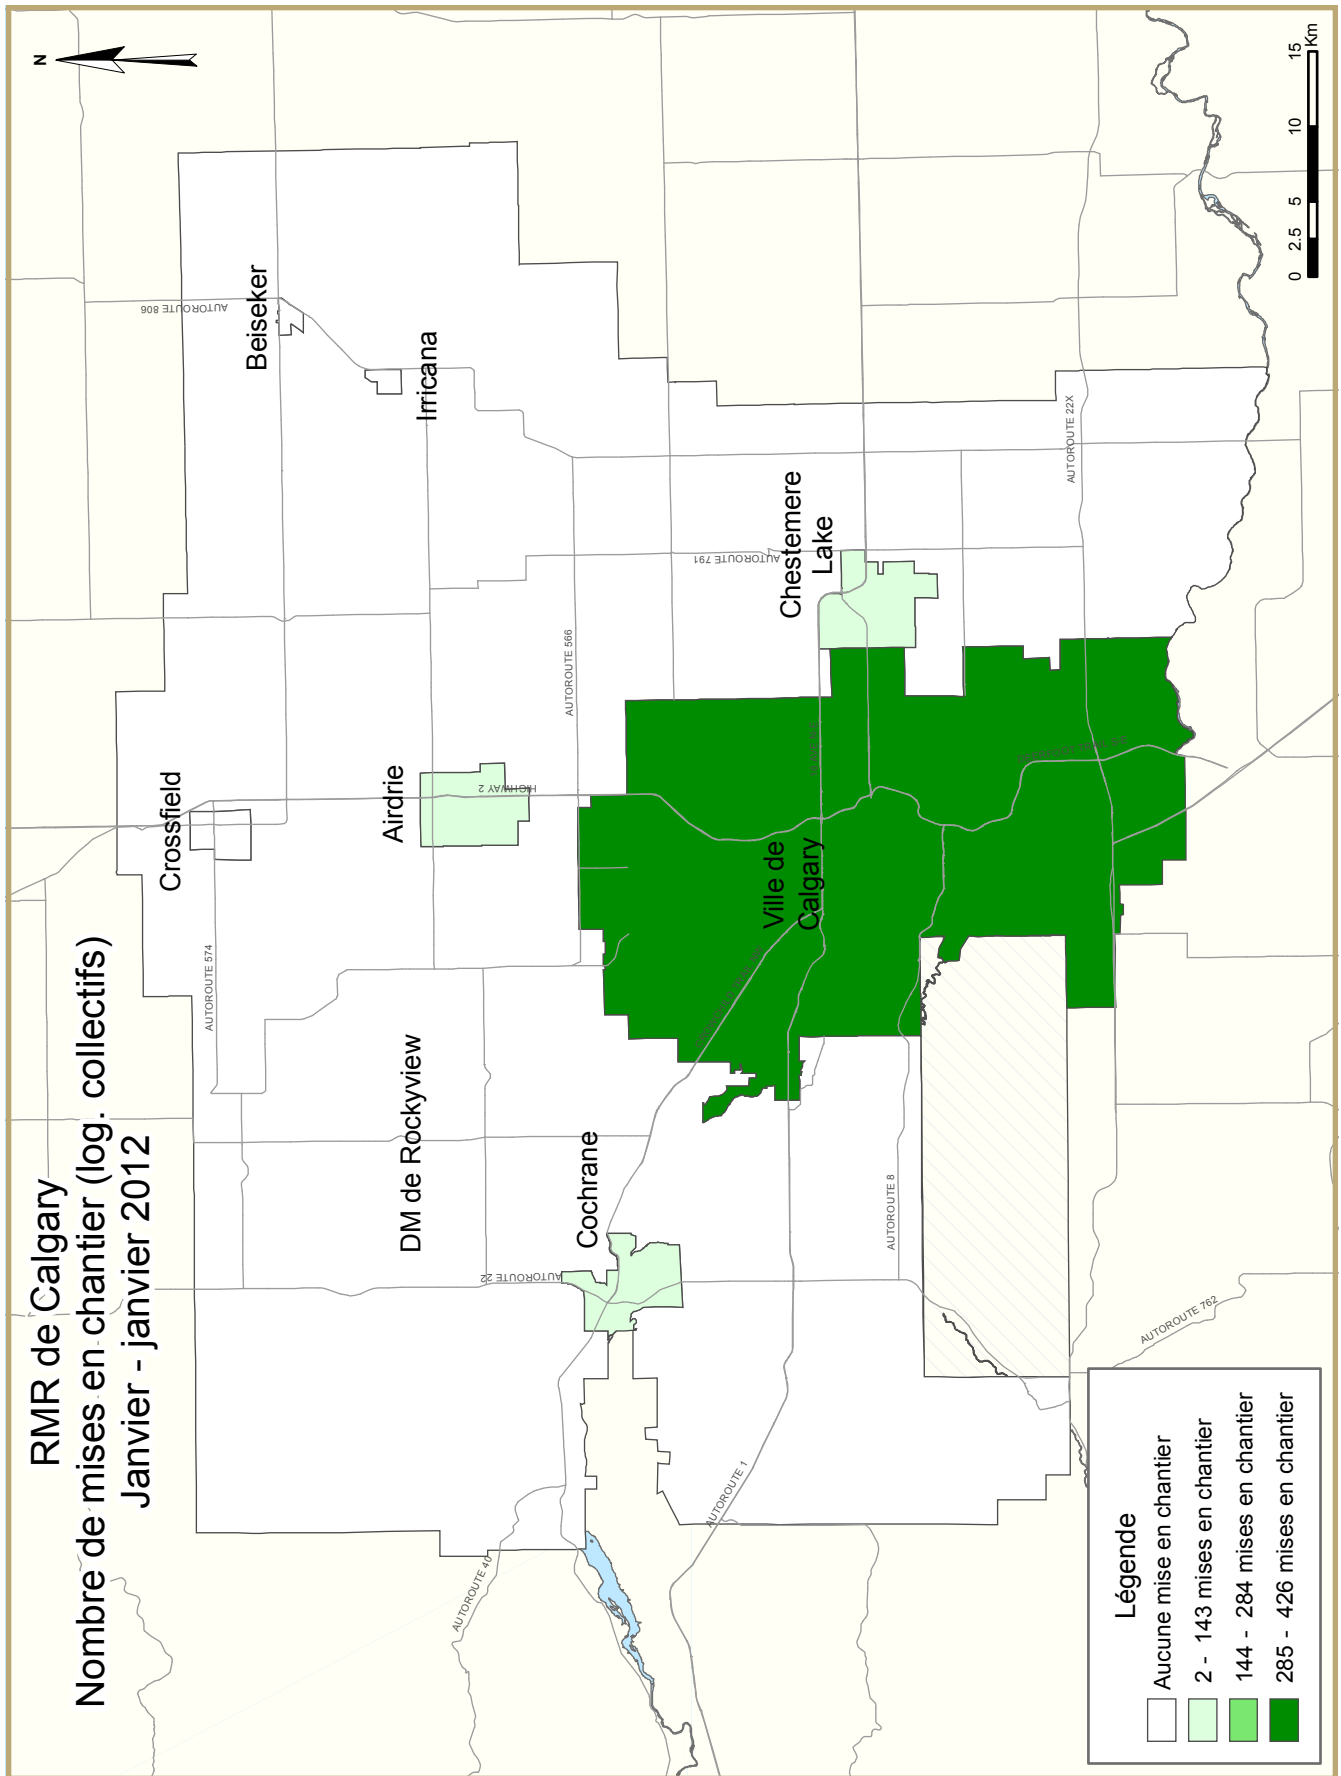 RMR de Calgary
Nombre de mises en chantier (log. collectifs)
Janvier - janvier 2012
N
AUTOROUTE 806
Beiseker
Irricana
Crossfield
AUTOROUTE 574
Airdrie
HIGHWAY 2
AUTOROUTE 566
DM de Rockyview
Cochrane
AUTOROUTE 22
AUTOROUTE 40
AUTOROUTE 1
AUTOROUTE 791
Chestemere
Lake
Ville de
Calgary
AUTOROUTE 8
AUTOROUTE 22X
AUTOROUTE 762
Légende
Aucune mise en chantier
2 - 143 mises en chantier
144 - 284 mises en chantier
285 - 426 mises en chantier
0 2.5 5 10 15
Km